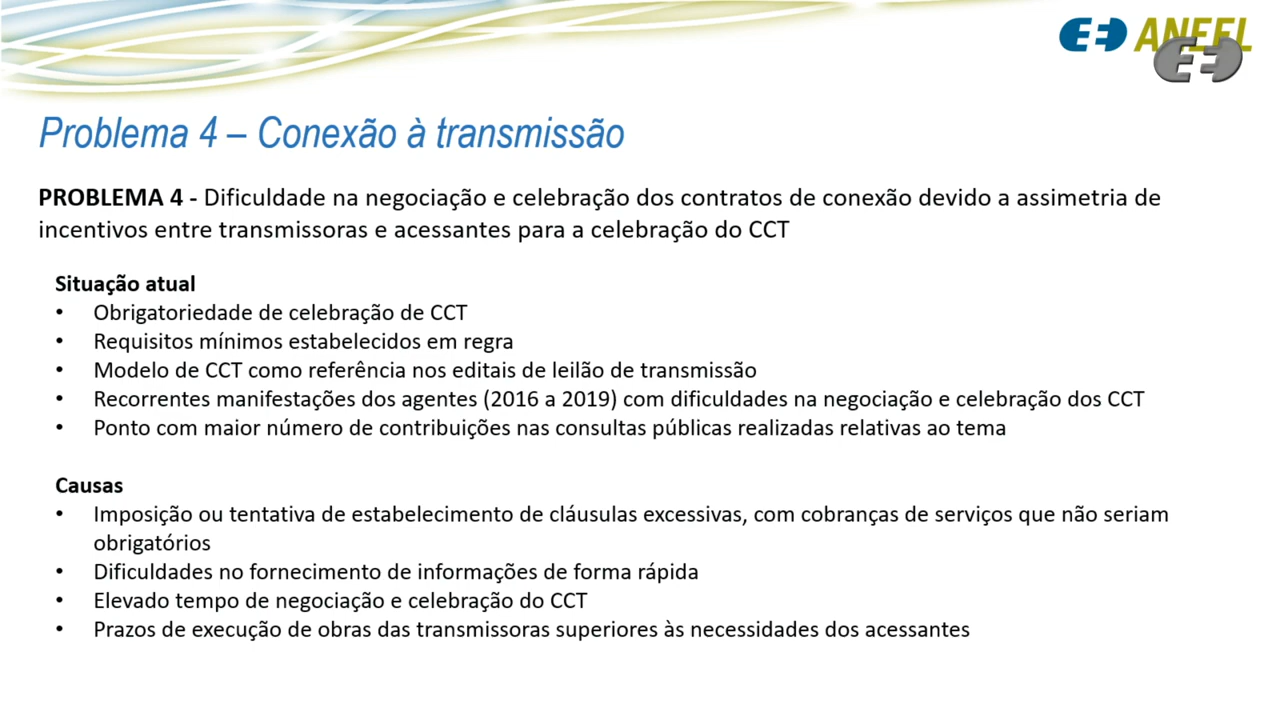 ANEEL
Problema 4 – Conexão à transmissão
PROBLEMA 4 - Dificuldade na negociação e celebração dos contratos de conexão devido a assimetria de
incentivos entre transmissoras e acessantes para a celebração do CCT
Situação atual
• Obrigatoriedade de celebração de CCT
• Requisitos mínimos estabelecidos em regra
• Modelo de CCT como referência nos editais de leilão de transmissão
• Recorrentes manifestações dos agentes (2016 a 2019) com dificuldades na negociação e celebração dos CCT
• Ponto com maior número de contribuições nas consultas públicas realizadas relativas ao tema
Causas
• Imposição ou tentativa de estabelecimento de cláusulas excessivas, com cobranças de serviços que não seriam
obrigatórios
• Dificuldades no fornecimento de informações de forma rápida
• Elevado tempo de negociação e celebração do CCT
• Prazos de execução de obras das transmissoras superiores às necessidades dos acessantes